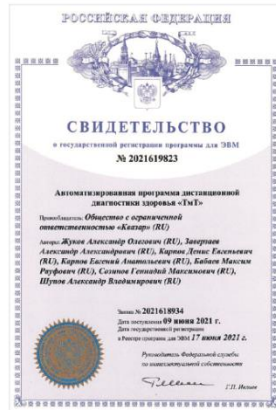 РОССИЙСКАЯ ФЕДЕРАЦИЯ
СВИДЕТЕЛЬСТВО
о государственной регистрации программы для ЭВМ
№ 2021619823
Автоматизированная программа дистанционной
диагностики здоровья «ТмТ»
Правообладатель: Общество с ограниченной
ответственностью «Квазар» (RU)
Авторы: Жуков Александр Олегович (RU), Завертаев
Александр Александрович (RU), Карпов Денис Евгеньевич
(RU), Карпов Евгений Анатольевич (RU), Бабаев Максим
Рауфович (RU), Созинов Геннадий Максимович (RU),
Шутов Александр Владимирович (RU)
Заявка № 2021618934
Дата поступления 09 июня 2021 г.
Дата государственной регистрации
в Реестре программ для ЭВМ 17 июня 2021 г.
Руководитель Федеральной службы
по интеллектуальной собственности
Г.П. Ивлиев